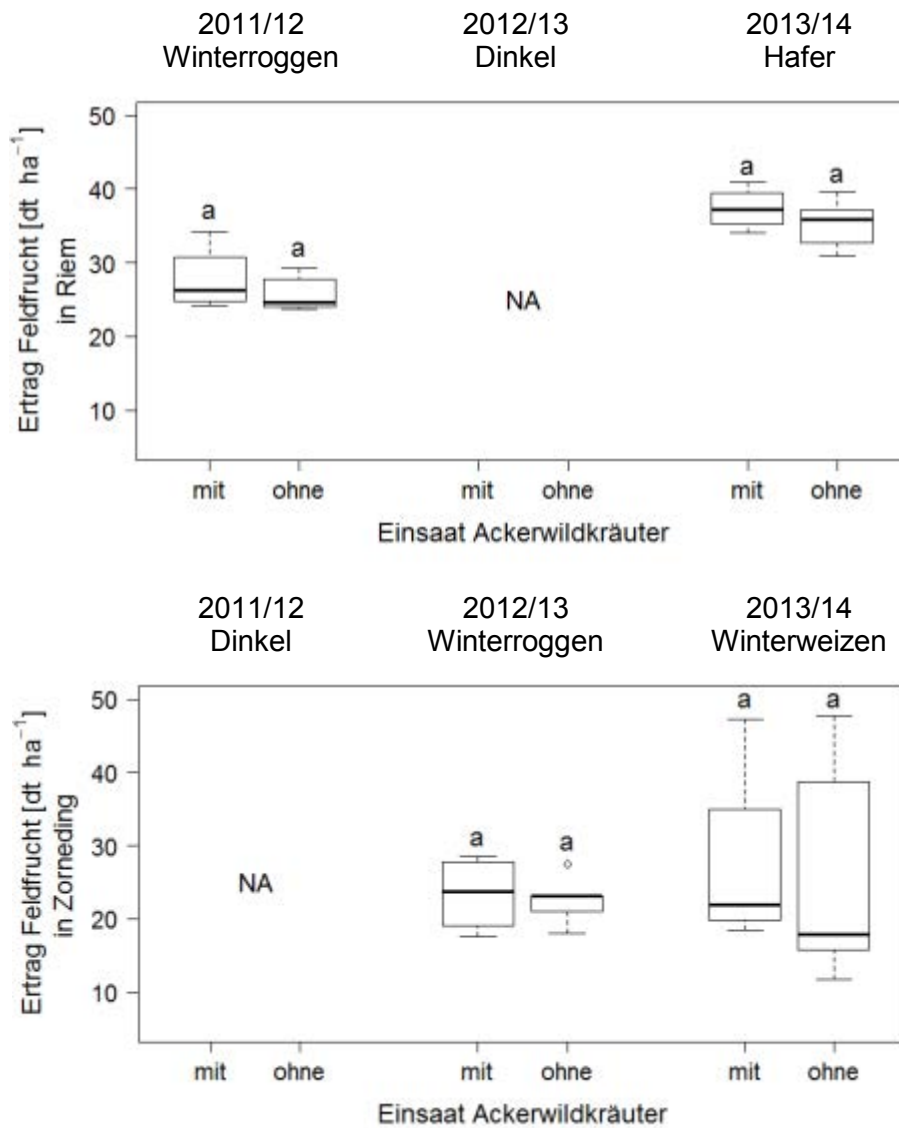 2011/12 2012/13 2013/14
Winterroggen Dinkel Hafer
Ertrag Feldfrucht [dt ha⁻¹]
in Riem
50
40
30
20
10
a a a a
NA
mit ohne mit ohne mit ohne
Einsaat Ackerwildkräuter
2011/12 2012/13 2013/14
Dinkel Winterroggen Winterweizen
Ertrag Feldfrucht [dt ha⁻¹]
in Zorneding
50
40
30
20
10
NA
a a a a
mit ohne mit ohne mit ohne
Einsaat Ackerwildkräuter